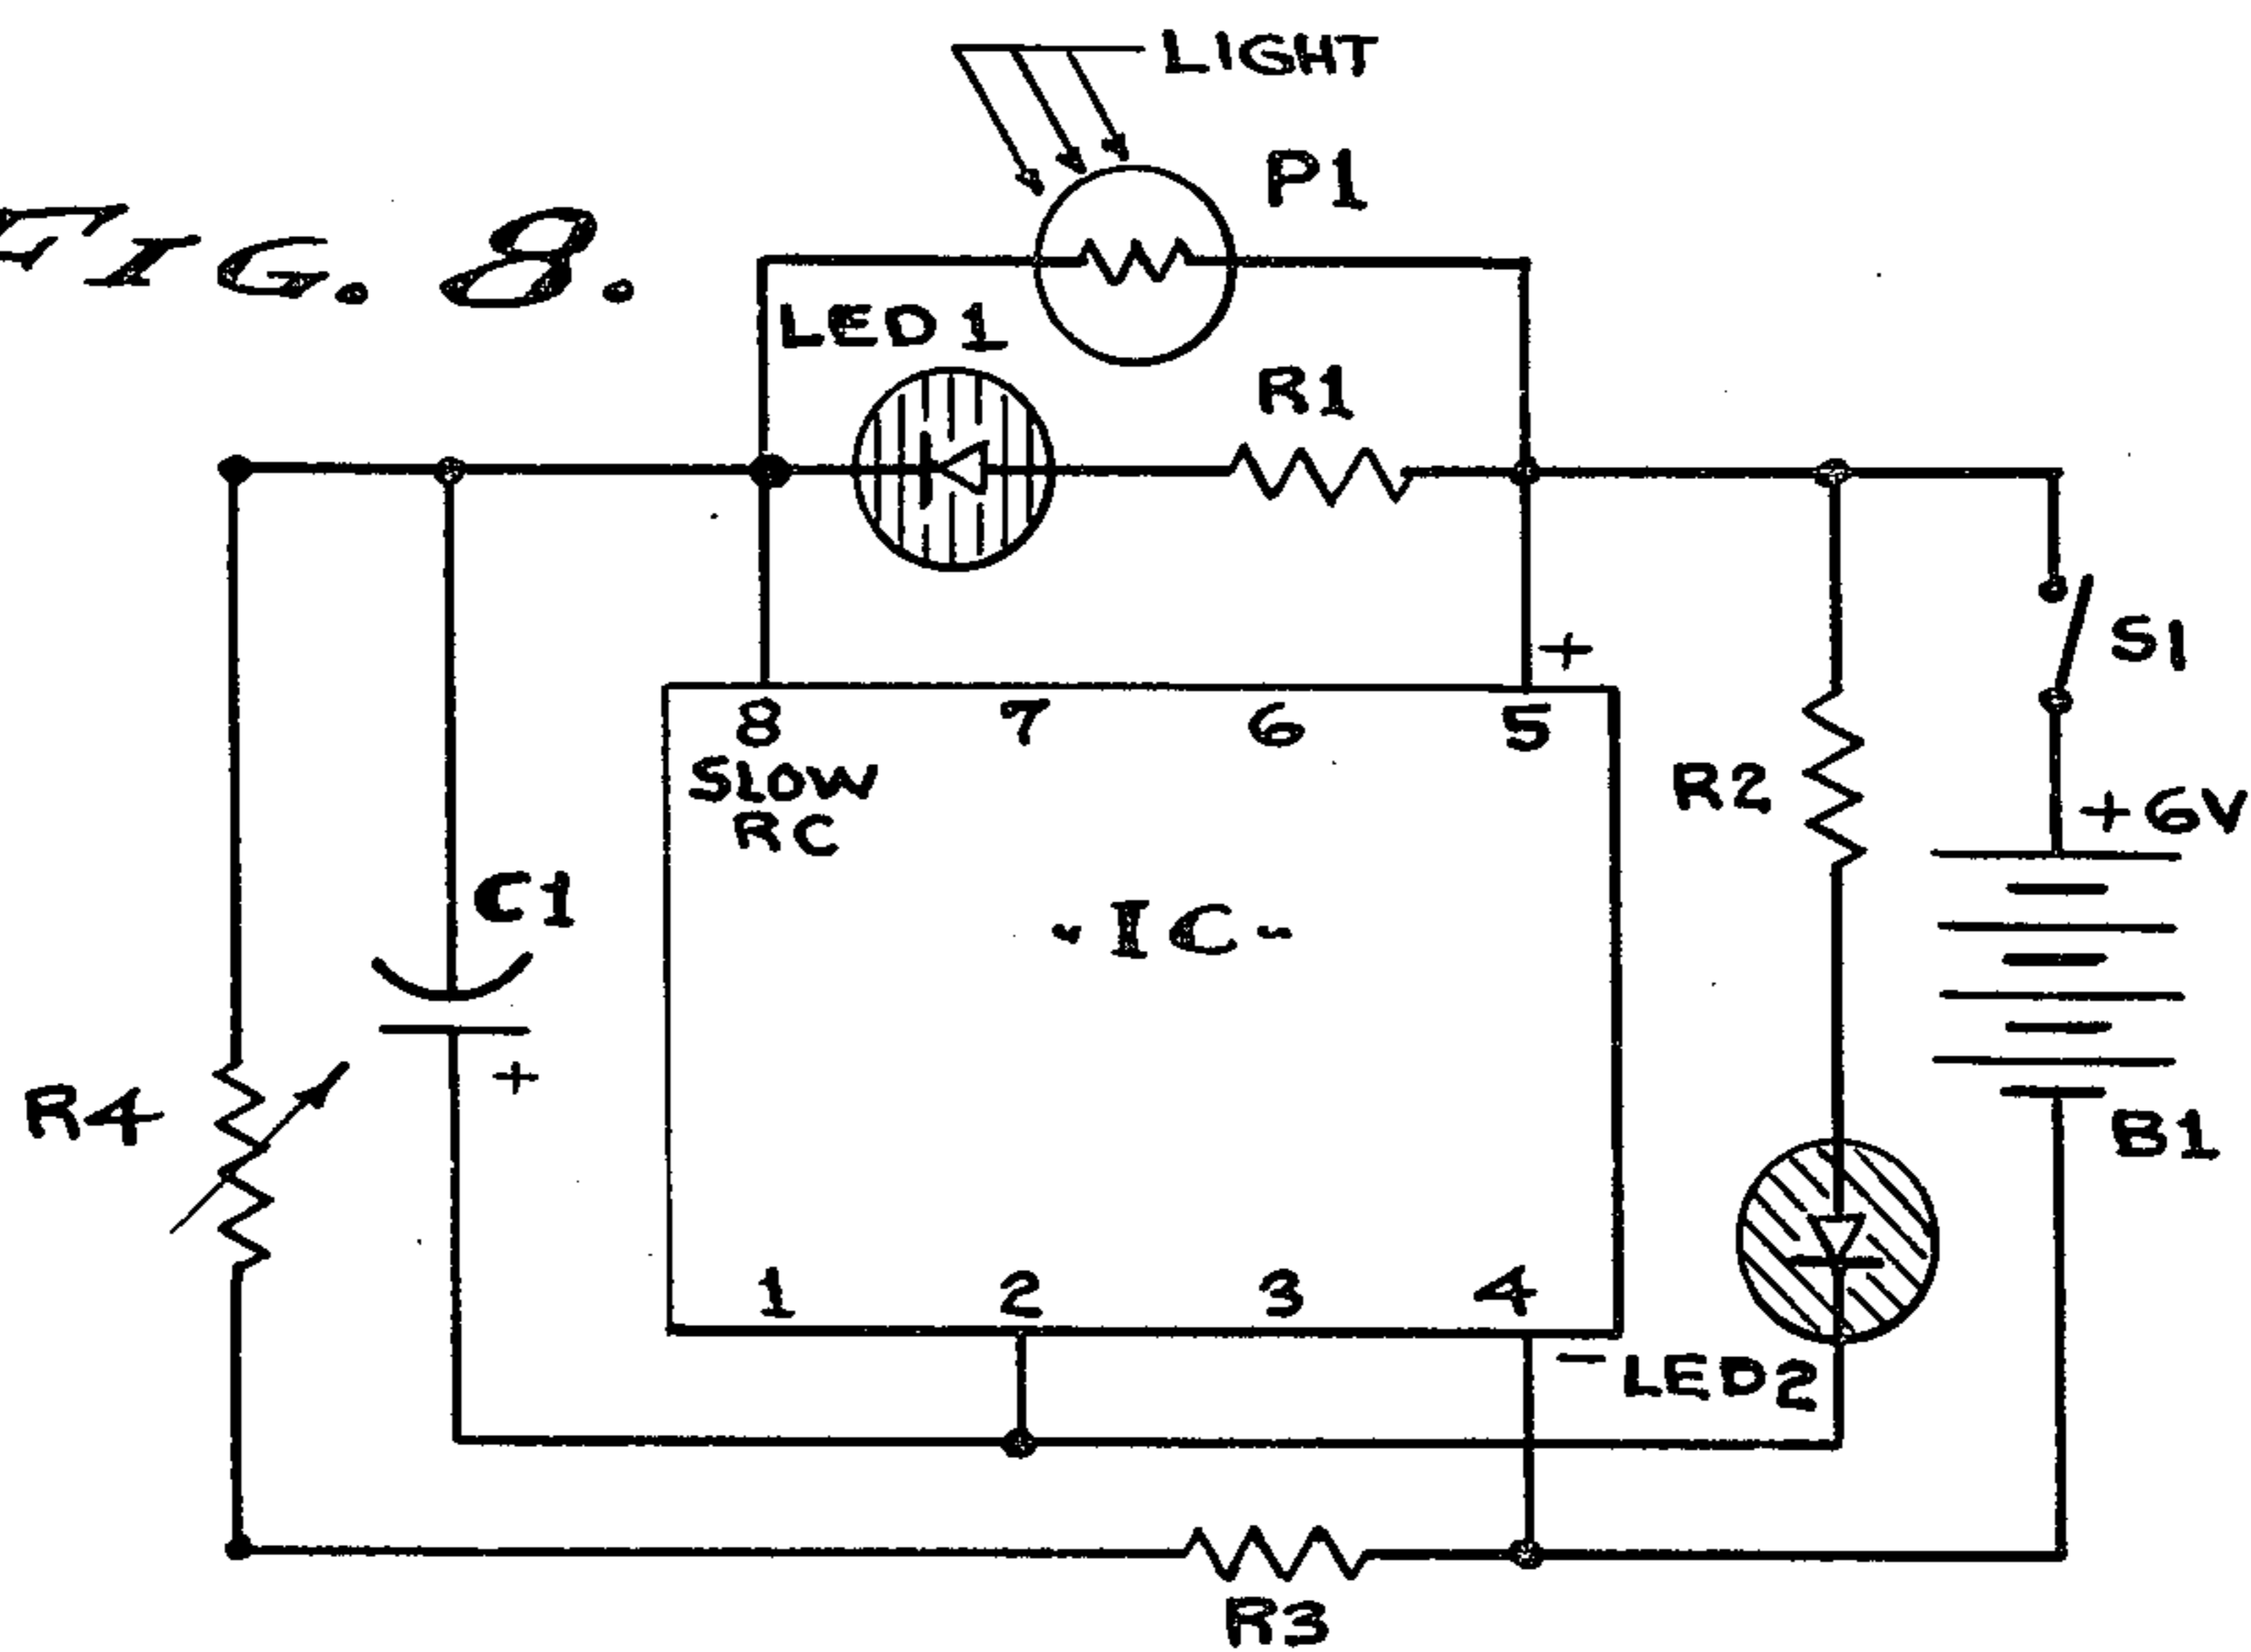 LIGHT
P1
FIG. 8.
LED 1
R1
+
S1
8 7 6 5
SLOW
RC
R2
+6V
C1
-IC-
+
R4
B1
1 2 3 4
- LED2
R3